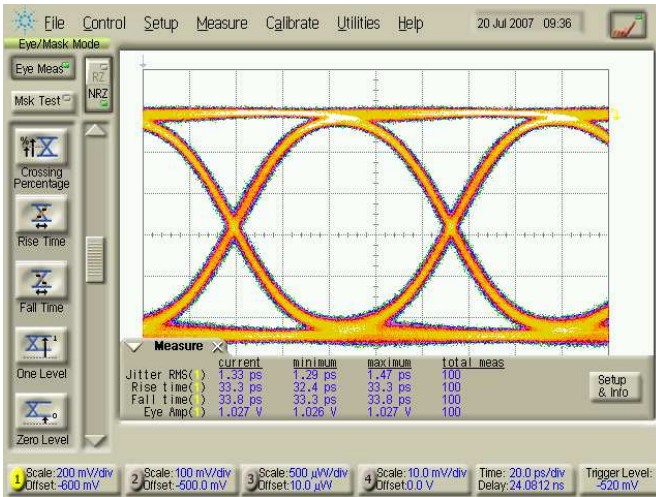 File Control Setup Measure Calibrate Utilities Help 20 Jul 2007 09:36
Eye/Mask Mode
Eye Meas
RZ
NRZ
Msk Test
Crossing
Percentage
Rise Time
Fall Time
One Level
Zero Level
Measure
current minimum maximum total meas
Jitter RMS(1) 1.33 ps 1.29 ps 1.47 ps 100
Rise time(1) 33.3 ps 32.4 ps 33.3 ps 100
Fall time(1) 33.8 ps 33.3 ps 33.8 ps 100
Eye Amp(1) 1.027 V 1.026 V 1.027 V 100
Setup
& Info
1 Scale:200 mV/div
Offset:-600 mV
2 Scale:100 mV/div
Offset:-500.0 mV
3 Scale:500 µW/div
Offset:10.0 µW
4 Scale:10.0 mV/div
Offset:0.0 V
Time: 20.0 ps/div
Delay:24.0812 ns
Trigger Level:
-520 mV